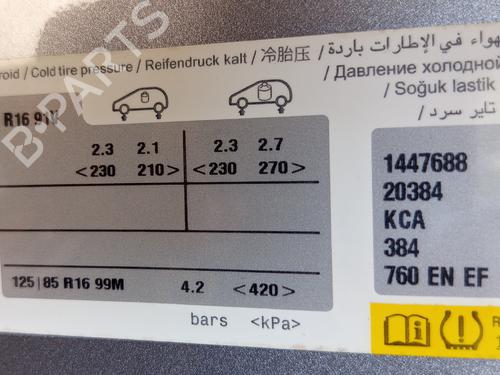 هواء في الإطارات باردة / 冷胎压 /
roid / Cold tire pressure / Reifendruck kalt /
/ Давление холодной
/ Soğuk lastik
تاير سرد /
R16 91V
2.3 2.1 2.3 2.7
<230 210> <230 270>
125|85 R16 99M 4.2 <420>
bars <kPa>
1447688
20384
KCA
384
760 EN EF
B-PARTS